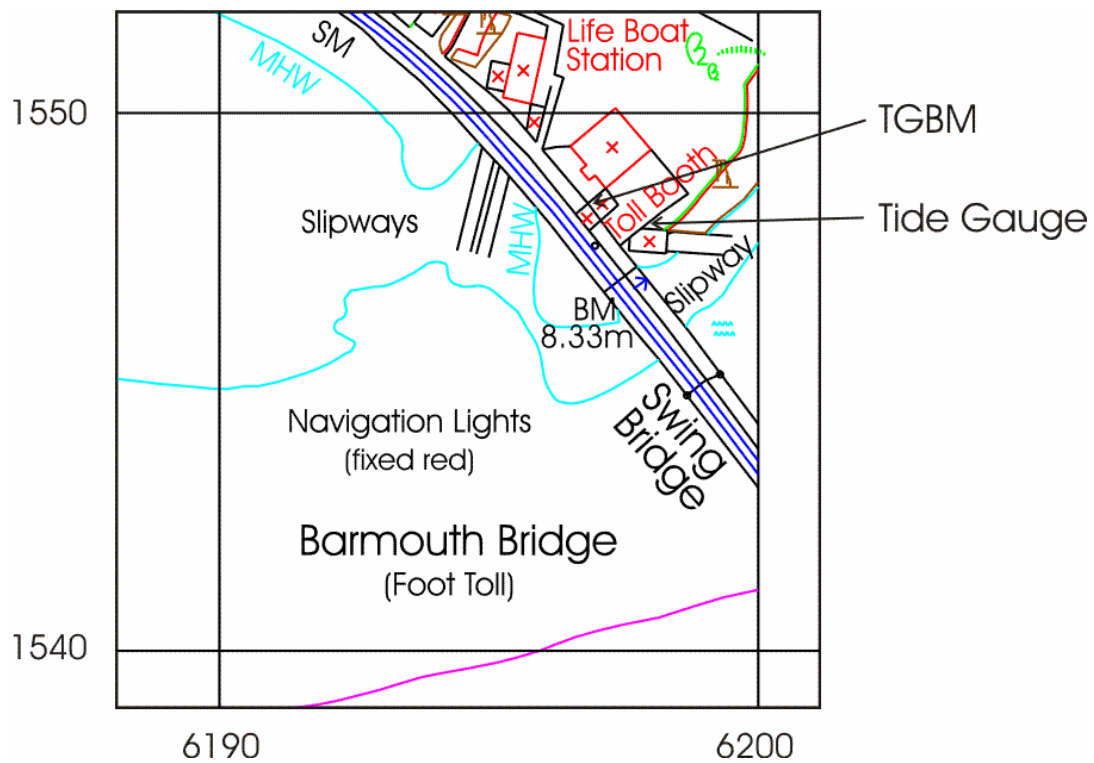 SM
MHW
Life Boat
Station
1550
TGBM
Toll Booth
Slipways
MHW
Tide Gauge
Slipway
BM
8.33m
Navigation Lights
(fixed red)
Swing
Bridge
Barmouth Bridge
(Foot Toll)
1540
6190
6200